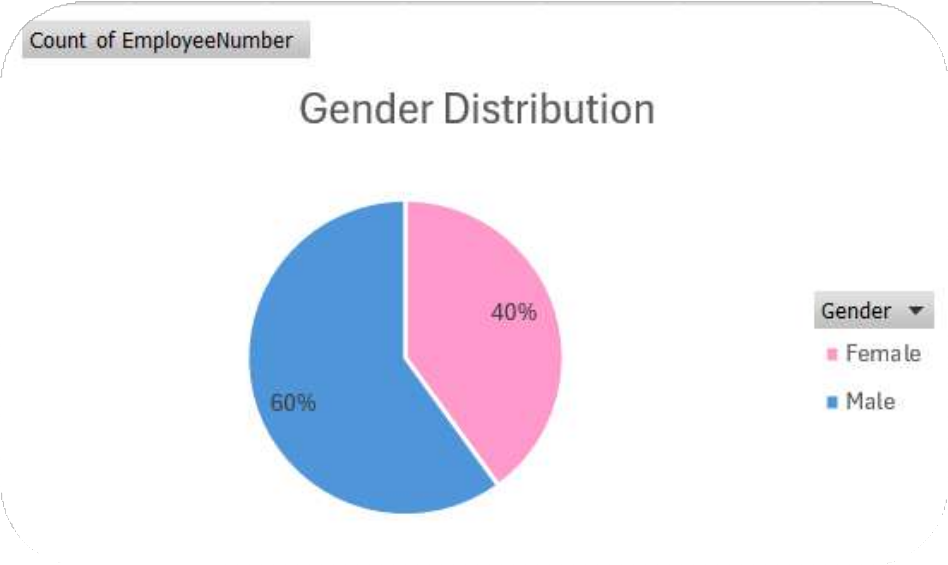 Count of EmployeeNumber
Gender Distribution
40%
60%
Gender
Female
Male